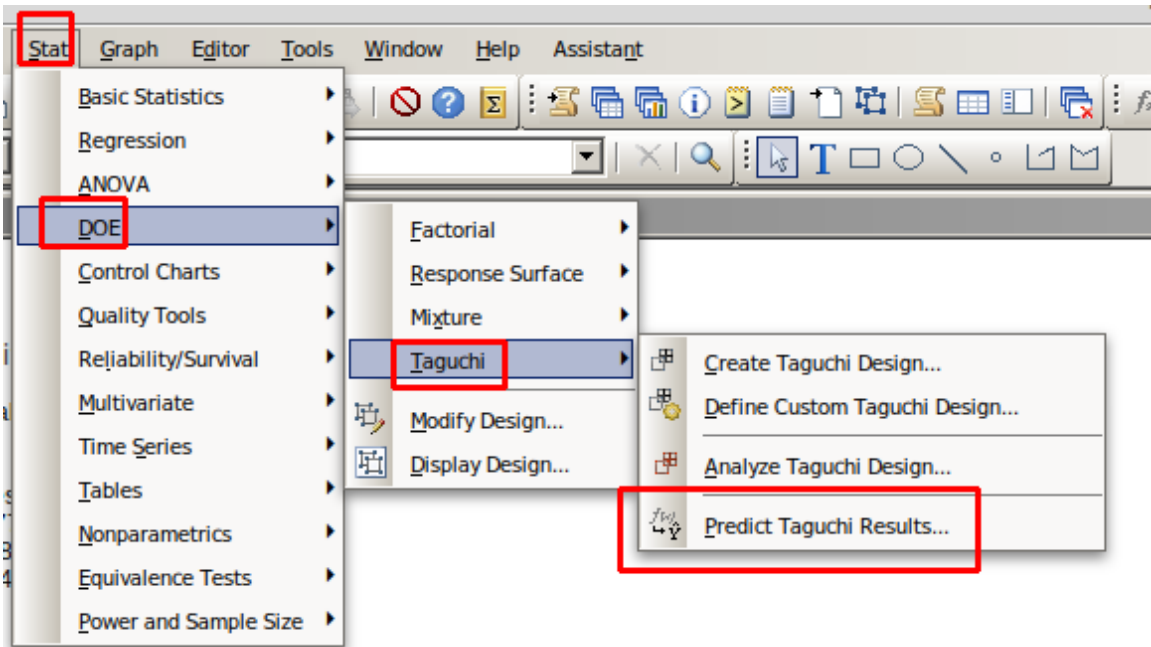 Stat Graph Editor Tools Window Help Assistant
Basic Statistics
Regression
ANOVA
DOE
Control Charts
Quality Tools
Reliability/Survival
Multivariate
Time Series
Tables
Nonparametrics
Equivalence Tests
Power and Sample Size
Factorial
Response Surface
Mixture
Taguchi
Modify Design...
Display Design...
Create Taguchi Design...
Define Custom Taguchi Design...
Analyze Taguchi Design...
Predict Taguchi Results...